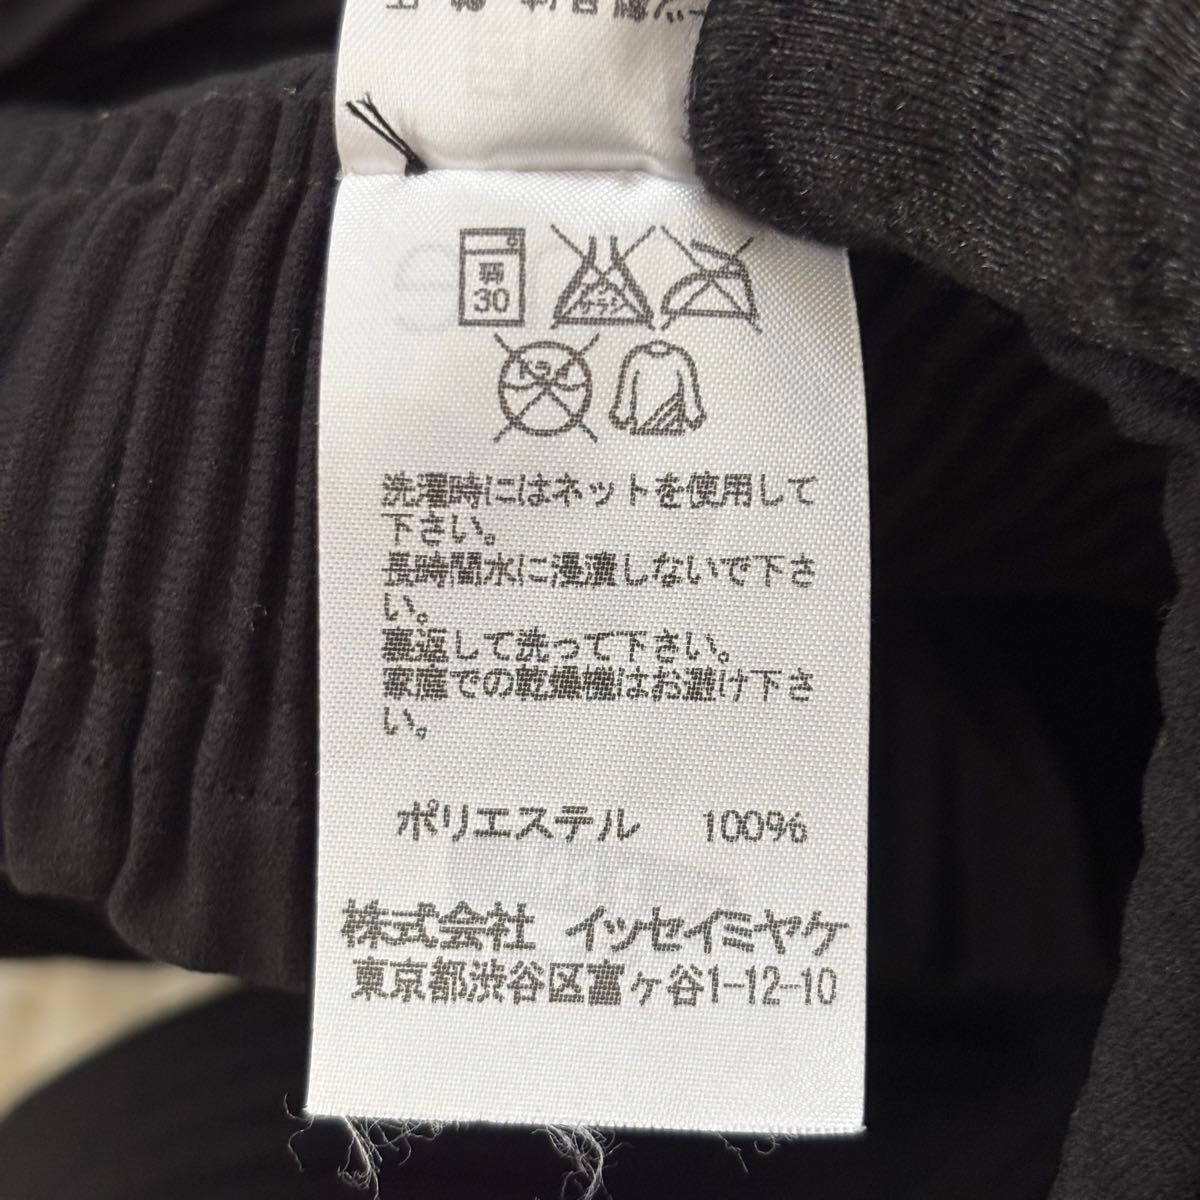 弱
30
洗濯時にはネットを使用して
下さい。
長時間水に浸漬しないで下さ
い。
裏返して洗って下さい。
家庭での乾燥機はお避け下さ
い。
ポリエステル 100%
株式会社 イッセイミヤケ
東京都渋谷区富ヶ谷1-12-10